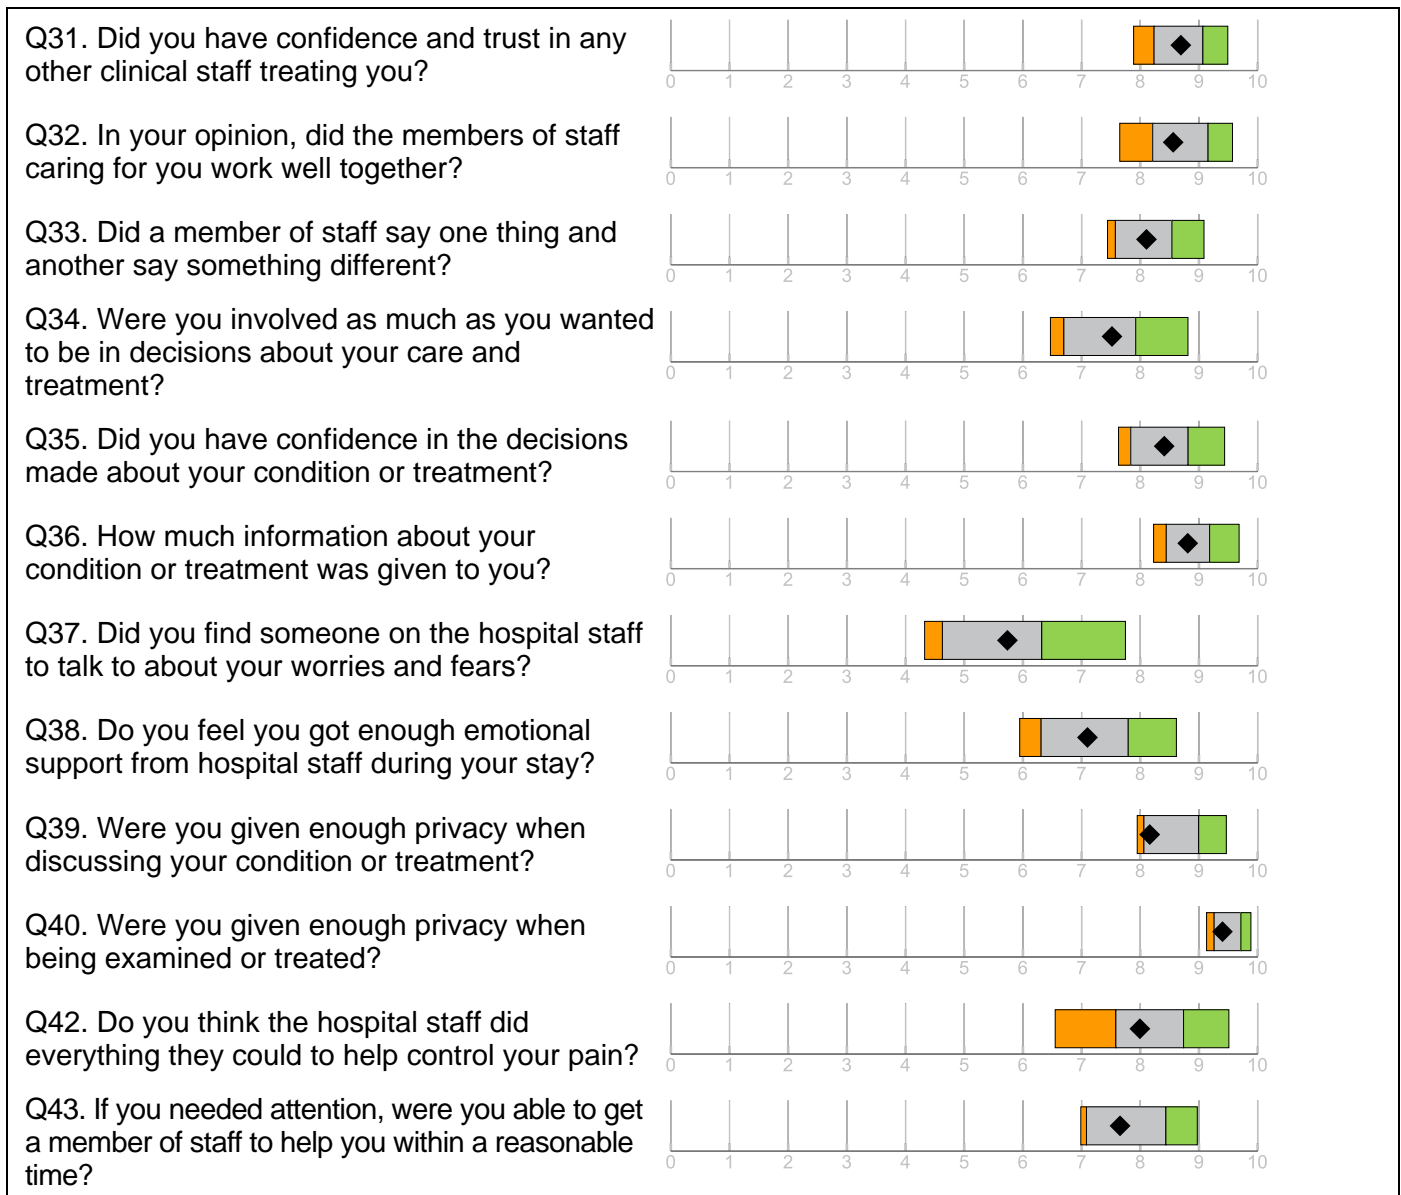 Q31. Did you have confidence and trust in any
other clinical staff treating you?
0 1 2 3 4 5 6 7 8 9 10
Q32. In your opinion, did the members of staff
caring for you work well together?
0 1 2 3 4 5 6 7 8 9 10
Q33. Did a member of staff say one thing and
another say something different?
0 1 2 3 4 5 6 7 8 9 10
Q34. Were you involved as much as you wanted
to be in decisions about your care and
treatment?
0 1 2 3 4 5 6 7 8 9 10
Q35. Did you have confidence in the decisions
made about your condition or treatment?
0 1 2 3 4 5 6 7 8 9 10
Q36. How much information about your
condition or treatment was given to you?
0 1 2 3 4 5 6 7 8 9 10
Q37. Did you find someone on the hospital staff
to talk to about your worries and fears?
0 1 2 3 4 5 6 7 8 9 10
Q38. Do you feel you got enough emotional
support from hospital staff during your stay?
0 1 2 3 4 5 6 7 8 9 10
Q39. Were you given enough privacy when
discussing your condition or treatment?
0 1 2 3 4 5 6 7 8 9 10
Q40. Were you given enough privacy when
being examined or treated?
0 1 2 3 4 5 6 7 8 9 10
Q42. Do you think the hospital staff did
everything they could to help control your pain?
0 1 2 3 4 5 6 7 8 9 10
Q43. If you needed attention, were you able to get
a member of staff to help you within a reasonable
time?
0 1 2 3 4 5 6 7 8 9 10